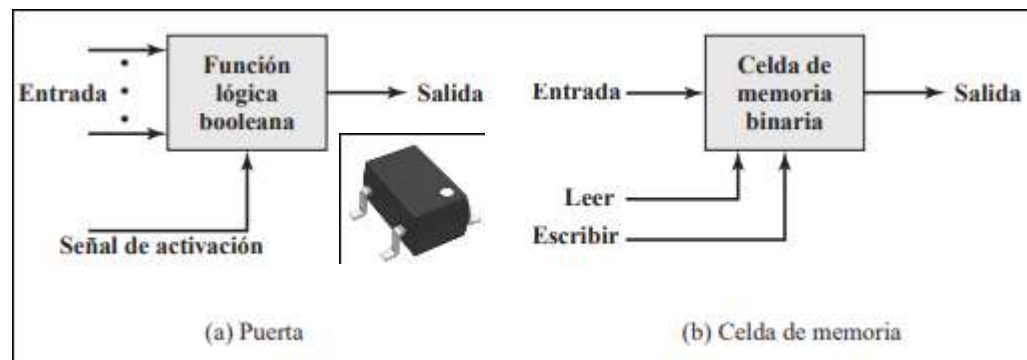 Entrada
Función
lógica
booleana
Salida
Señal de activación
(a) Puerta
Entrada
Celda de
memoria
binaria
Salida
Leer
Escribir
(b) Celda de memoria